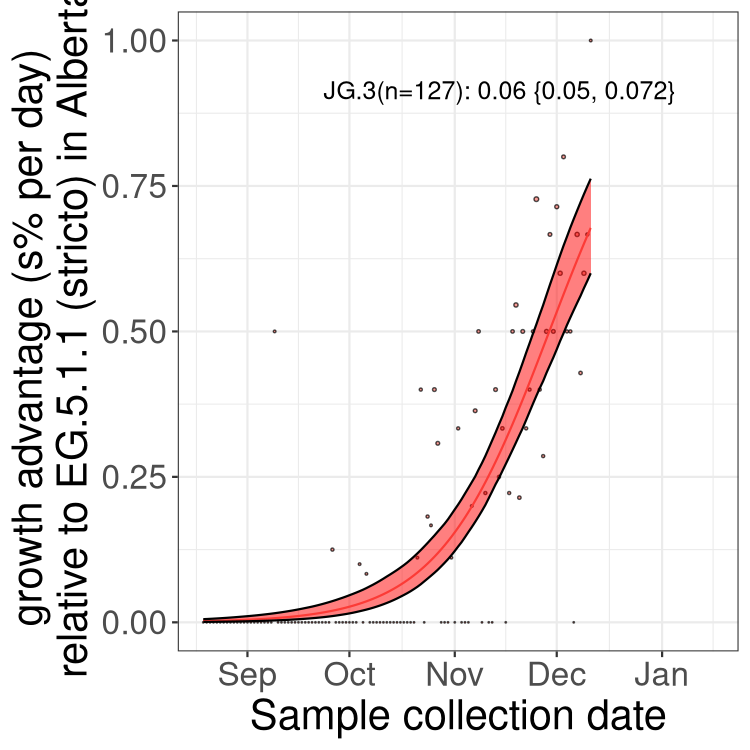 growth advantage (s% per day)
relative to EG.5.1.1 (stricto) in Alberta
1.00
0.75
0.50
0.25
0.00
JG.3(n=127): 0.06 {0.05, 0.072}
Sep Oct Nov Dec Jan
Sample collection date